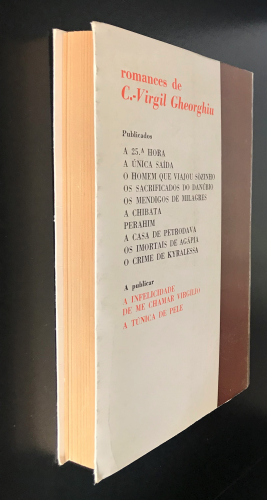 romances de
C.-Virgil Gheorghiu
Publicados
A 25.ª HORA
A ÚNICA SAÍDA
O HOMEM QUE VIAJOU SÒZINHO
OS SACRIFICADOS DO DANÚBIO
OS MENDIGOS DE MILAGRES
A CHIBATA
PERAHIM
A CASA DE PETRODAVA
OS IMORTAIS DE AGAPIA
O CRIME DE KYRALESSA
A publicar
A INFELICIDADE
DE ME CHAMAR VIRGÍLIO
A TÚNICA DE PELE